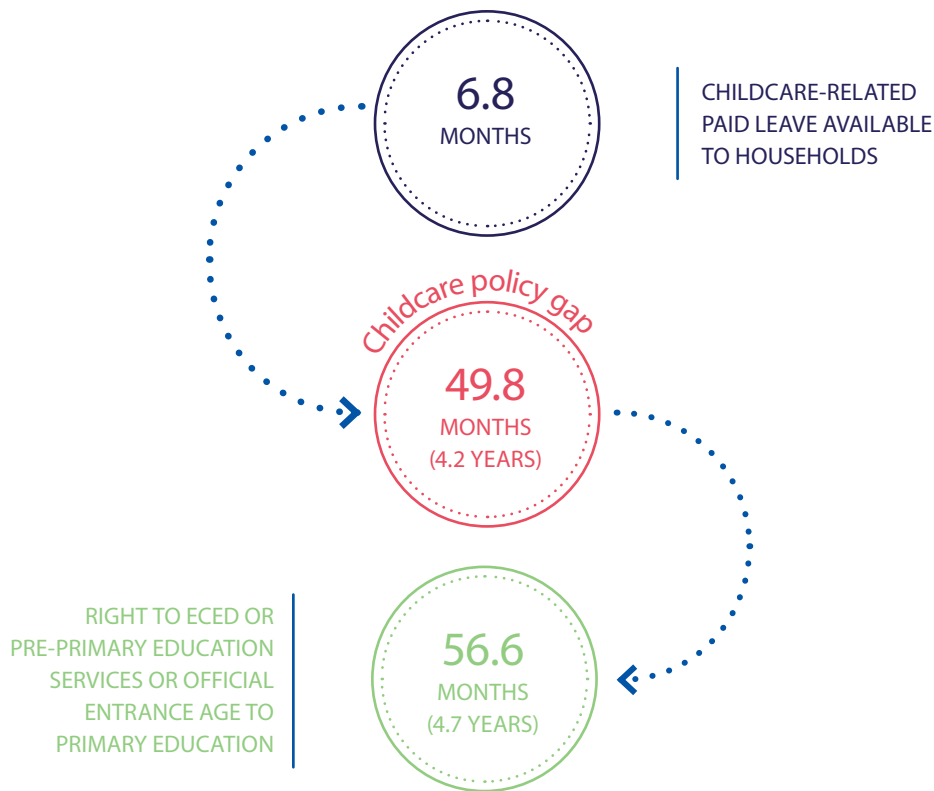 6.8
MONTHS
CHILDCARE-RELATED
PAID LEAVE AVAILABLE
TO HOUSEHOLDS
Childcare policy gap
49.8
MONTHS
(4.2 YEARS)
RIGHT TO ECED OR
PRE-PRIMARY EDUCATION
SERVICES OR OFFICIAL
ENTRANCE AGE TO
PRIMARY EDUCATION
56.6
MONTHS
(4.7 YEARS)